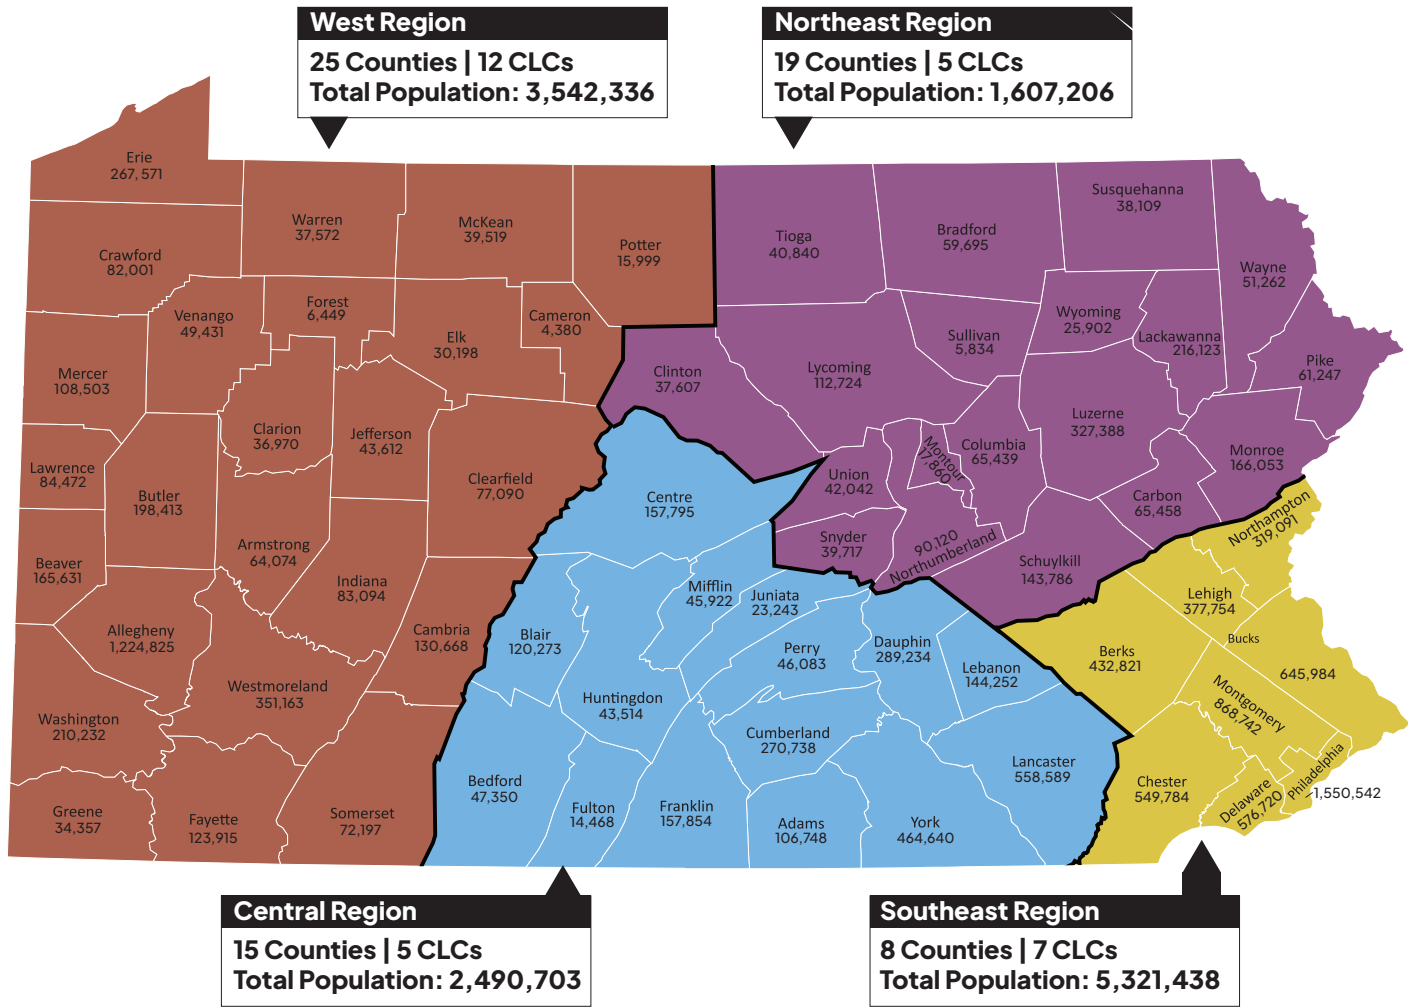 West Region
25 Counties | 12 CLCs
Total Population: 3,542,336
Northeast Region
19 Counties | 5 CLCs
Total Population: 1,607,206
Erie
267,571
Crawford
82,001
Warren
37,572
McKean
39,519
Potter
15,999
Venango
49,431
Forest
6,449
Elk
30,198
Cameron
4,380
Mercer
108,503
Clarion
36,970
Jefferson
43,612
Clearfield
77,090
Lawrence
84,472
Butler
198,413
Beaver
165,631
Armstrong
64,074
Indiana
83,094
Cambria
130,668
Allegheny
1,224,825
Westmoreland
351,163
Washington
210,232
Greene
34,357
Fayette
123,915
Somerset
72,197
Tioga
40,840
Bradford
59,695
Susquehanna
38,109
Wayne
51,262
Wyoming
25,902
Lackawanna
216,123
Sullivan
5,834
Pike
61,247
Clinton
37,607
Lycoming
112,724
Luzerne
327,388
Columbia
65,439
Montour
17,860
Monroe
166,053
Union
42,042
Carbon
65,458
Snyder
39,717
90,120
Northumberland
Schuylkill
143,786
Centre
157,795
Mifflin
45,922
Juniata
23,243
Blair
120,273
Huntingdon
43,514
Perry
46,083
Dauphin
289,234
Lebanon
144,252
Cumberland
270,738
Lancaster
558,589
Bedford
47,350
Fulton
14,468
Franklin
157,854
Adams
106,748
York
464,640
Northampton
319,091
Lehigh
377,754
Berks
432,821
Bucks
645,984
Montgomery
868,742
Chester
549,784
Delaware
576,720
Philadelphia
1,550,542
Central Region
15 Counties | 5 CLCs
Total Population: 2,490,703
Southeast Region
8 Counties | 7 CLCs
Total Population: 5,321,438